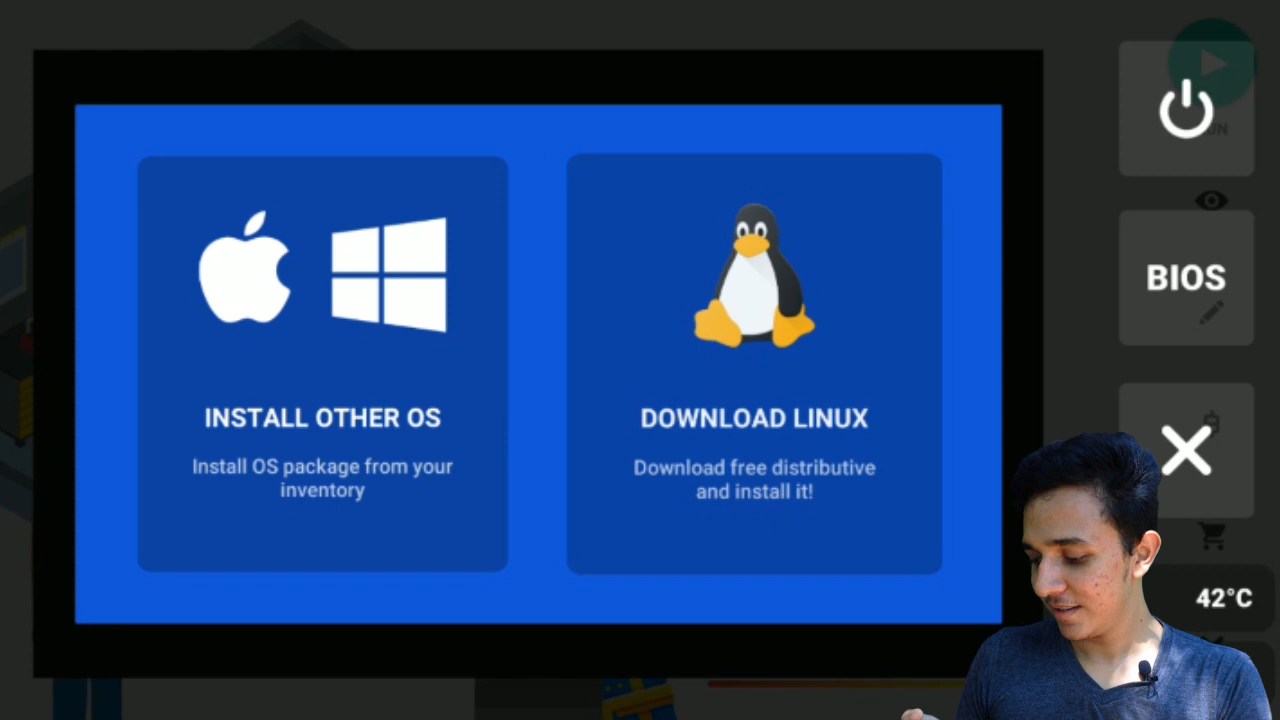 INSTALL OTHER OS
Install OS package from your
inventory
DOWNLOAD LINUX
Download free distributive
and install it!
BIOS
42°C